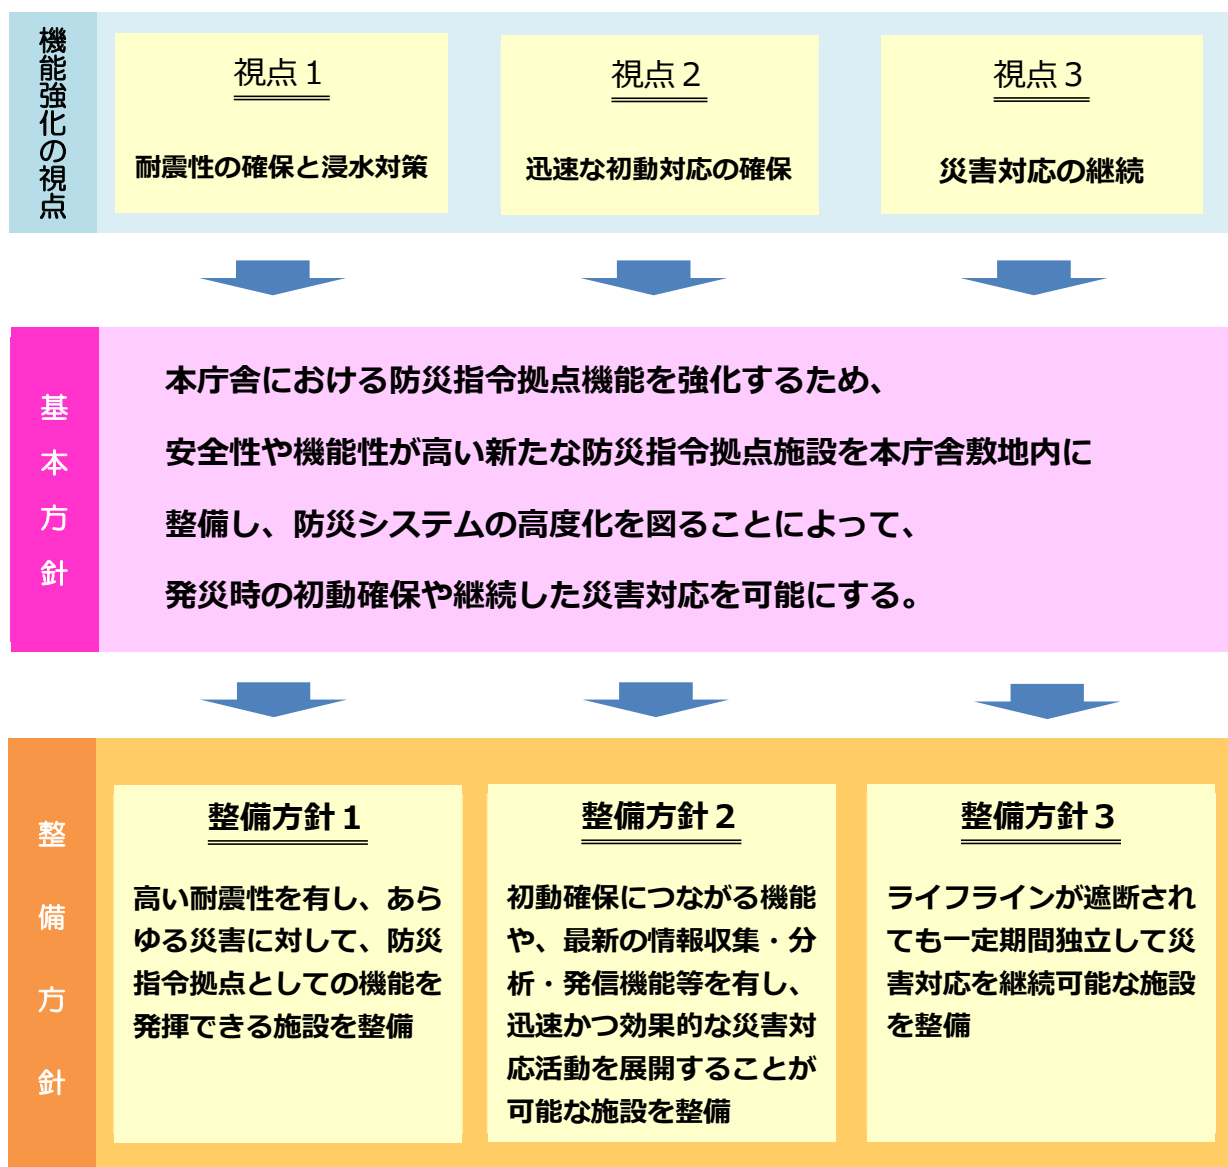 機能強化の視点
視点１
耐震性の確保と浸水対策
視点２
迅速な初動対応の確保
視点３
災害対応の継続
基本方針
本庁舎における防災指令拠点機能を強化するため、
安全性や機能性が高い新たな防災指令拠点施設を本庁舎敷地内に
整備し、防災システムの高度化を図ることによって、
発災時の初動確保や継続した災害対応を可能にする。
整備方針
整備方針１
高い耐震性を有し、あら
ゆる災害に対して、防災
指令拠点としての機能を
発揮できる施設を整備
整備方針２
初動確保につながる機能
や、最新の情報収集・分
析・発信機能等を有し、
迅速かつ効果的な災害対
応活動を展開することが
可能な施設を整備
整備方針３
ライフラインが遮断され
ても一定期間独立して災
害対応を継続可能な施設
を整備